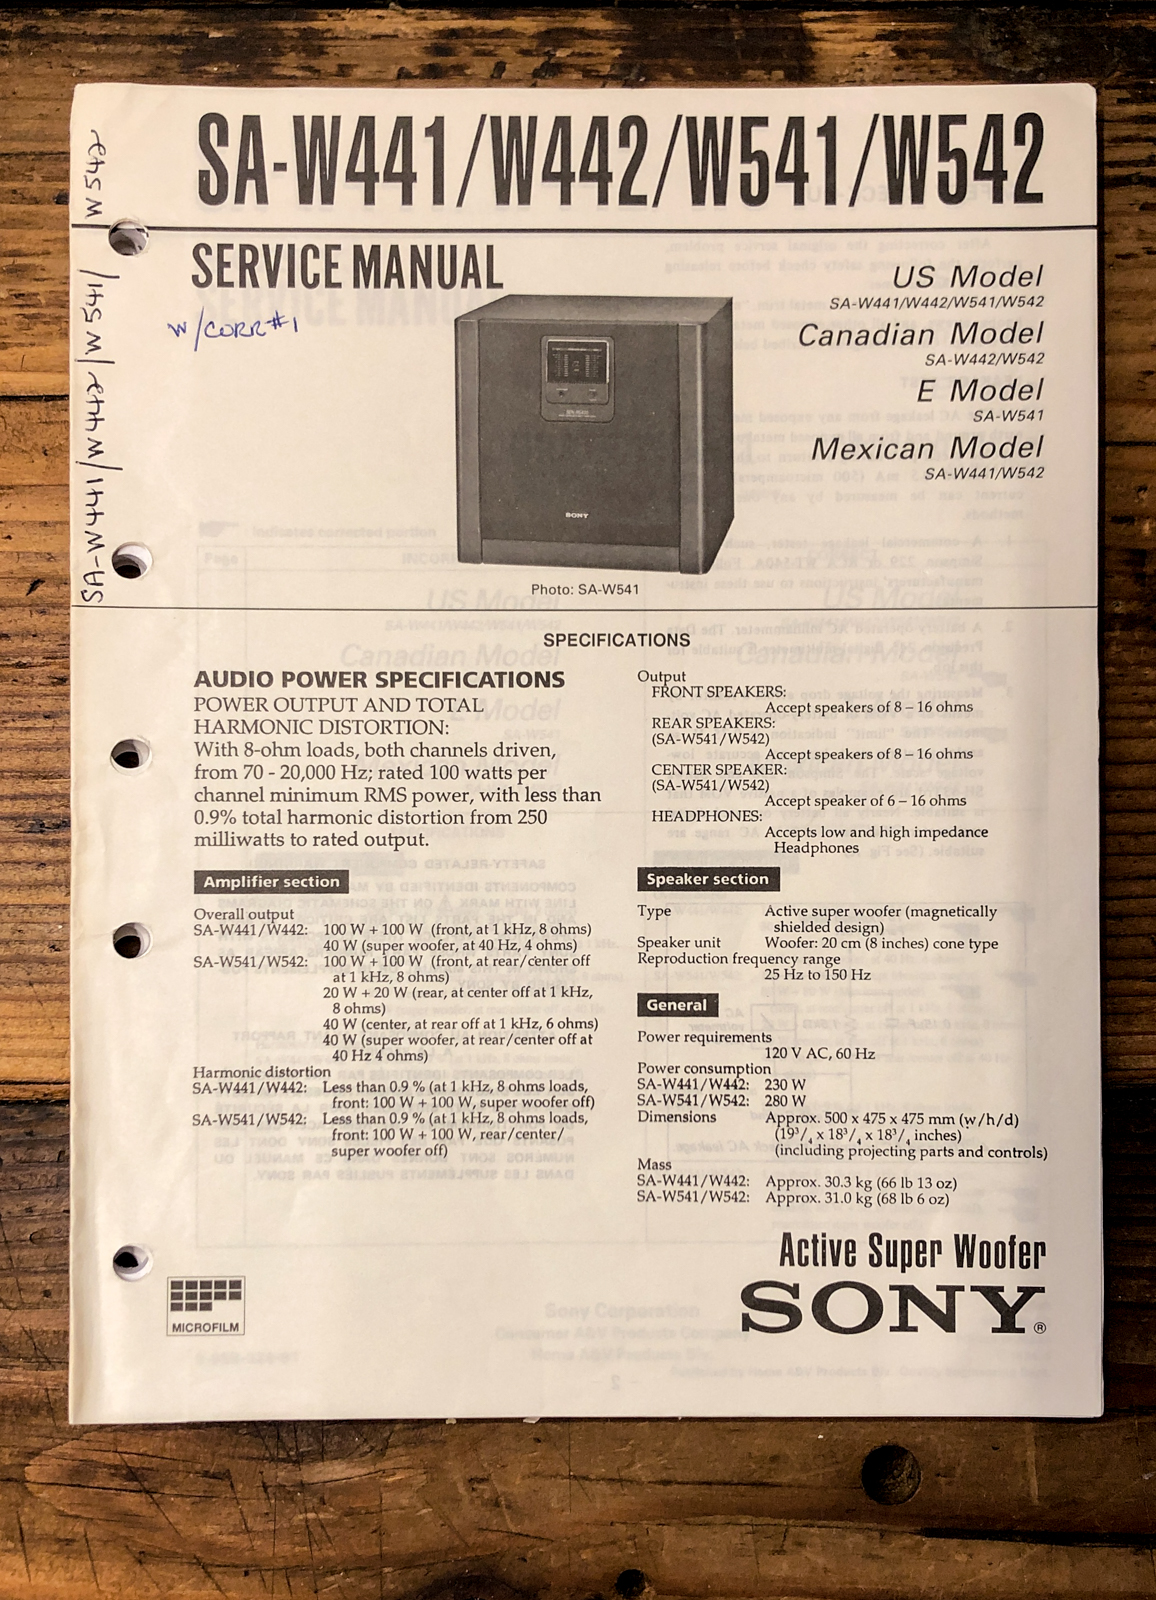 SA-W441/W442/W541/W542
SERVICE MANUAL
W/CORR#1
SA-W441/W442/W541/W542
US Model
SA-W441/W442/W541/W542
Canadian Model
SA-W442/W542
E Model
SA-W541
Mexican Model
SA-W441/W542
SONY
Photo: SA-W541
SPECIFICATIONS
AUDIO POWER SPECIFICATIONS
POWER OUTPUT AND TOTAL
HARMONIC DISTORTION:
With 8-ohm loads, both channels driven,
from 70 - 20,000 Hz; rated 100 watts per
channel minimum RMS power, with less than
0.9% total harmonic distortion from 250
milliwatts to rated output.
Amplifier section
Overall output
SA-W441/W442: 100 W + 100 W (front, at 1 kHz, 8 ohms)
40 W (super woofer, at 40 Hz, 4 ohms)
SA-W541/W542: 100 W + 100 W (front, at rear/center off
at 1 kHz, 8 ohms)
20 W + 20 W (rear, at center off at 1 kHz,
8 ohms)
40 W (center, at rear off at 1 kHz, 6 ohms)
40 W (super woofer, at rear/center off at
40 Hz 4 ohms)
Harmonic distortion
SA-W441/W442: Less than 0.9 % (at 1 kHz, 8 ohms loads,
front: 100 W + 100 W, super woofer off)
SA-W541/W542: Less than 0.9 % (at 1 kHz, 8 ohms loads,
front: 100 W + 100 W, rear/center/
super woofer off)
Output
FRONT SPEAKERS:
Accept speakers of 8 – 16 ohms
REAR SPEAKERS:
(SA-W541/W542)
Accept speakers of 8 – 16 ohms
CENTER SPEAKER:
(SA-W541/W542)
Accept speaker of 6 – 16 ohms
HEADPHONES:
Accepts low and high impedance
Headphones
Speaker section
Type Active super woofer (magnetically
shielded design)
Speaker unit Woofer: 20 cm (8 inches) cone type
Reproduction frequency range
25 Hz to 150 Hz
General
Power requirements
120 V AC, 60 Hz
Power consumption
SA-W441/W442: 230 W
SA-W541/W542: 280 W
Dimensions Approx. 500 x 475 x 475 mm (w/h/d)
(19 3/4 x 18 3/4 x 18 3/4 inches)
(including projecting parts and controls)
Mass
SA-W441/W442: Approx. 30.3 kg (66 lb 13 oz)
SA-W541/W542: Approx. 31.0 kg (68 lb 6 oz)
Active Super Woofer
SONY®
MICROFILM